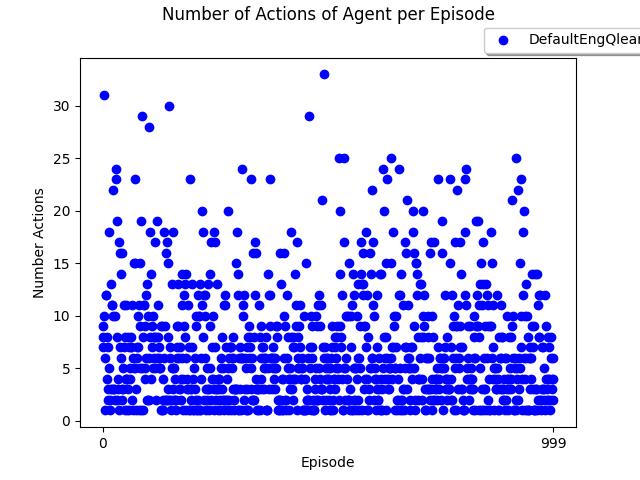 Number of Actions of Agent per Episode
DefaultEngQlear
30
25
20
15
10
5
0
Number Actions
0
999
Episode